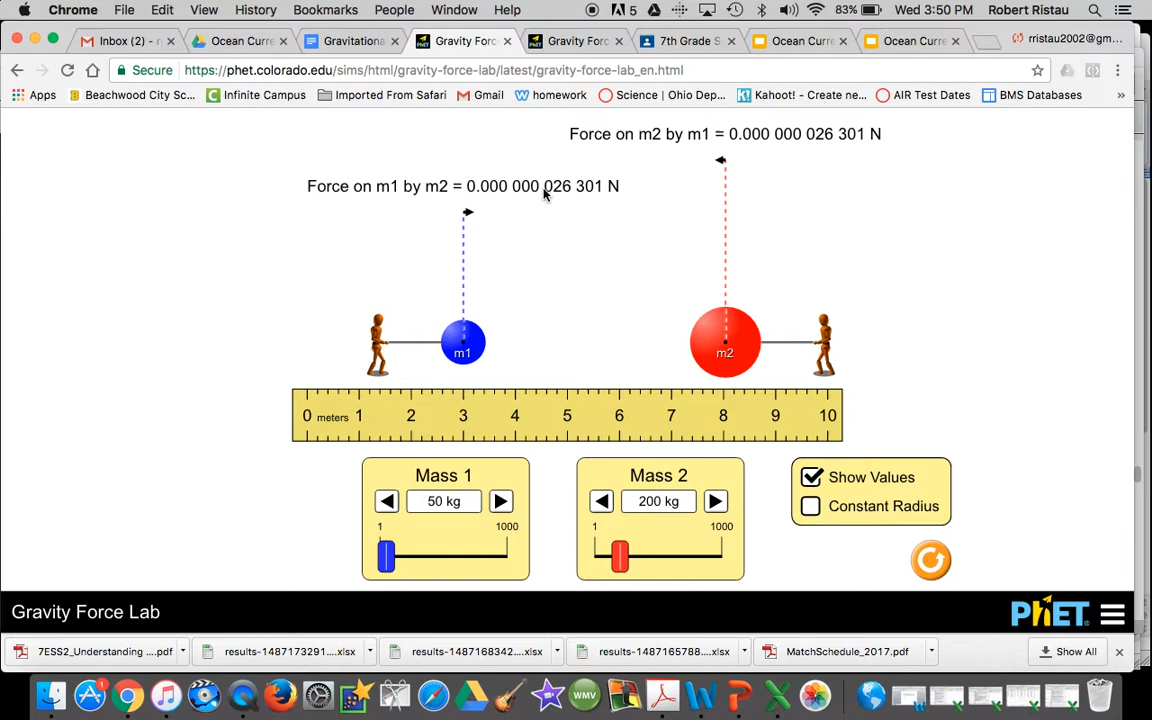 Chrome File Edit View History Bookmarks People Window Help 5 83% Wed 3:50 PM Robert Ristau
Inbox (2) - r Ocean Curre Gravitationa Gravity Forc Gravity Forc 7th Grade S Ocean Curre Ocean Curre rristau2002@gm...
Secure https://phet.colorado.edu/sims/html/gravity-force-lab/latest/gravity-force-lab_en.html
Apps Beachwood City Sc... Infinite Campus Imported From Safari Gmail homework Science | Ohio Dep... Kahoot! - Create ne... AIR Test Dates BMS Databases »
Force on m2 by m1 = 0.000 000 026 301 N
Force on m1 by m2 = 0.000 000 026 301 N
m1 m2
0 meters 1 2 3 4 5 6 7 8 9 10
Mass 1 Mass 2
50 kg 200 kg
1 1000 1 1000
Show Values
Constant Radius
Gravity Force Lab PhET
7ESS2_Understanding ....pdf results-1487173291....xlsx results-1487168342....xlsx results-1487165788....xlsx MatchSchedule_2017.pdf Show All
WMV